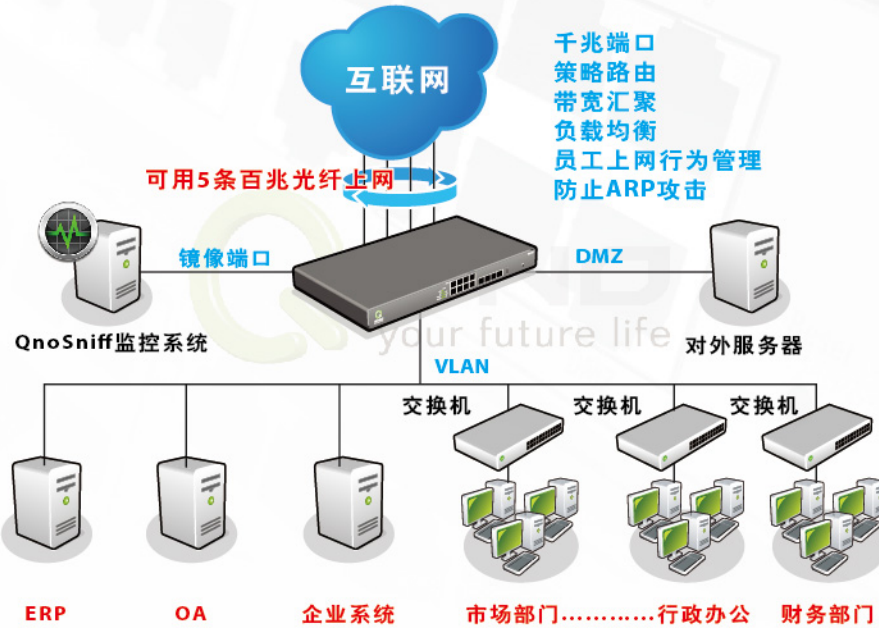 互联网
千兆端口
策略路由
带宽汇聚
负载均衡
员工上网行为管理
防止ARP攻击
可用5条百兆光纤上网
镜像端口
DMZ
QnoSniff监控系统
your future life
对外服务器
VLAN
交换机
交换机
交换机
ERP
OA
企业系统
市场部门............行政办公
财务部门